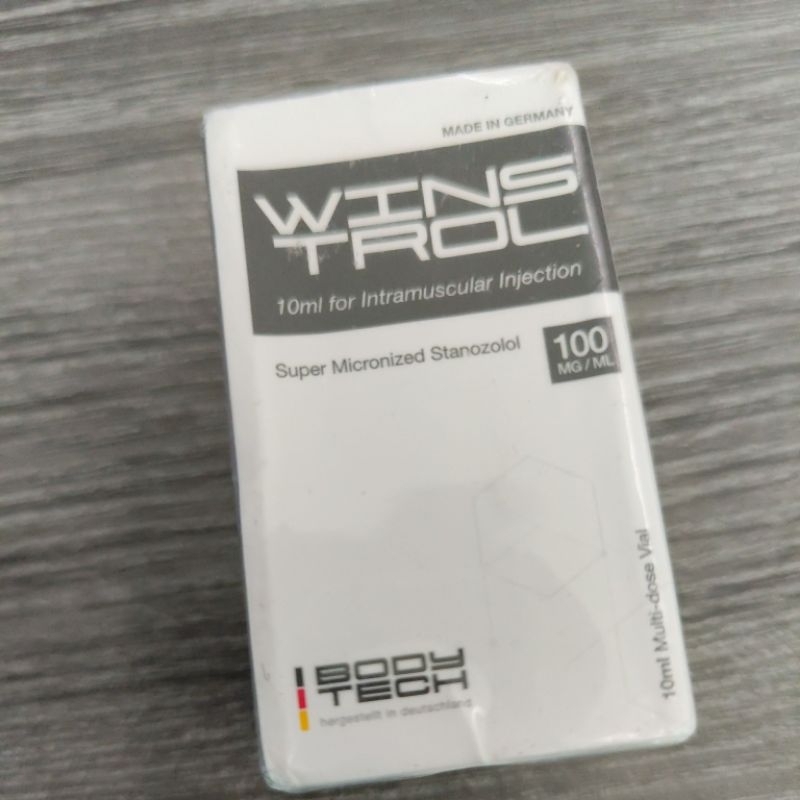 MADE IN GERMANY
WINS
TROL
10ml for Intramuscular Injection
Super Micronized Stanozolol
100
MG / ML
10ml Multi-dose Vial
BODY
TECH
hergestellt in deutschland